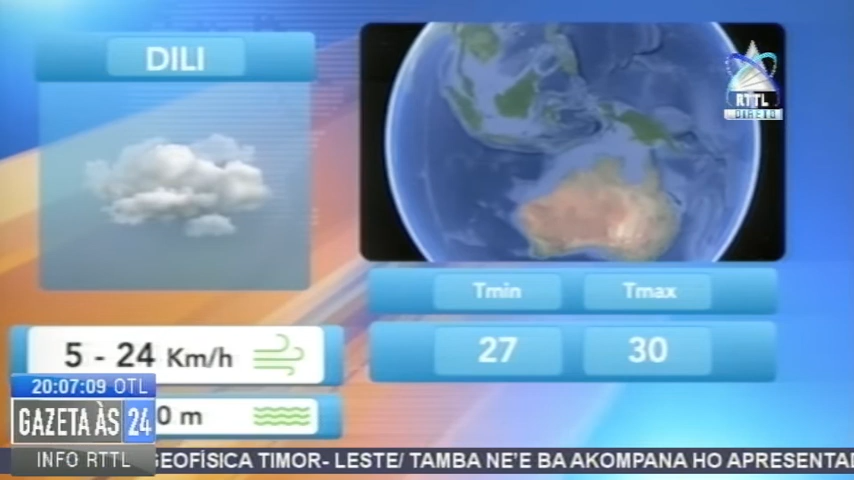 DILI
RTTL
DIRETO
Tmin Tmax
27 30
5 - 24 Km/h
20:07:09 OTL
GAZETA ÀS 24
0 m
INFO RTTL
GEOFÍSICA TIMOR- LESTE/ TAMBA NE'E BA AKOMPANA HO APRESENTAD